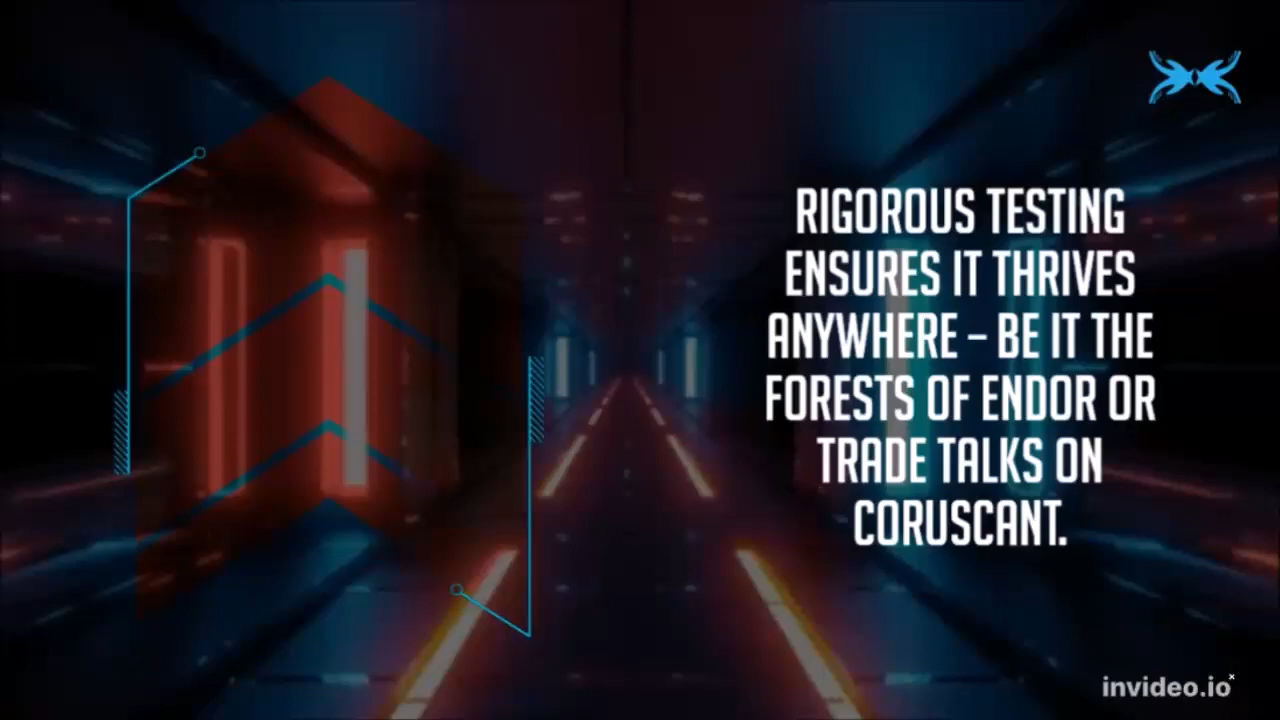 RIGOROUS TESTING
ENSURES IT THRIVES
ANYWHERE – BE IT THE
FORESTS OF ENDOR OR
TRADE TALKS ON
CORUSCANT.
invideo.io